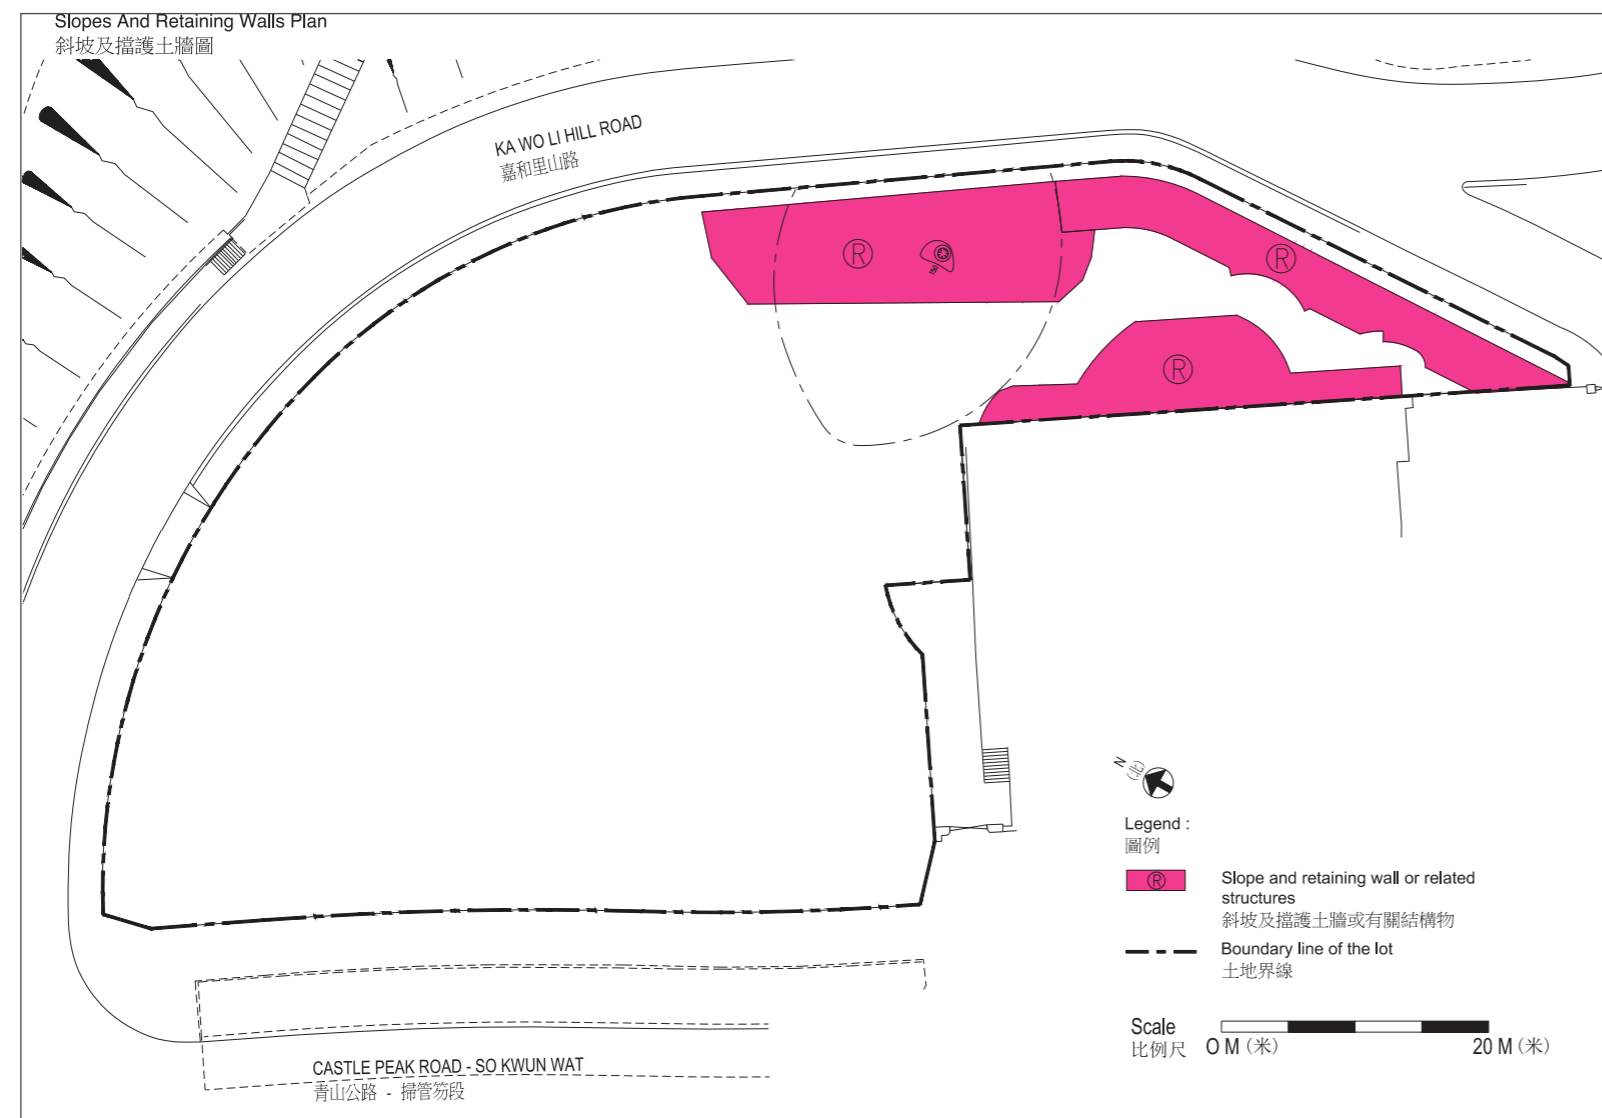 Slopes And Retaining Walls Plan
斜坡及擋護土牆圖
KA WO LI HILL ROAD
嘉和里山路
R
150
R
R
N
(北)
Legend :
圖例
R
Slope and retaining wall or related
structures
斜坡及擋護土牆或有關結構物
Boundary line of the lot
土地界線
Scale
比例尺
O M (米)
20 M (米)
CASTLE PEAK ROAD - SO KWUN WAT
青山公路 - 掃管笏段